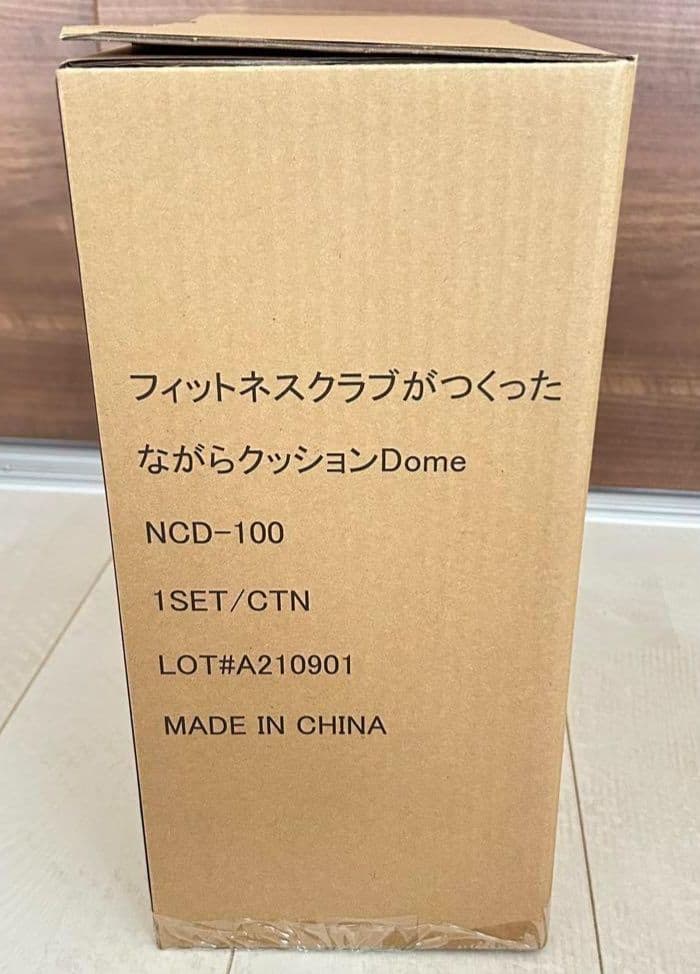 フィットネスクラブがつくった
ながらクッションDome
NCD-100
1SET/CTN
LOT#A210901
MADE IN CHINA